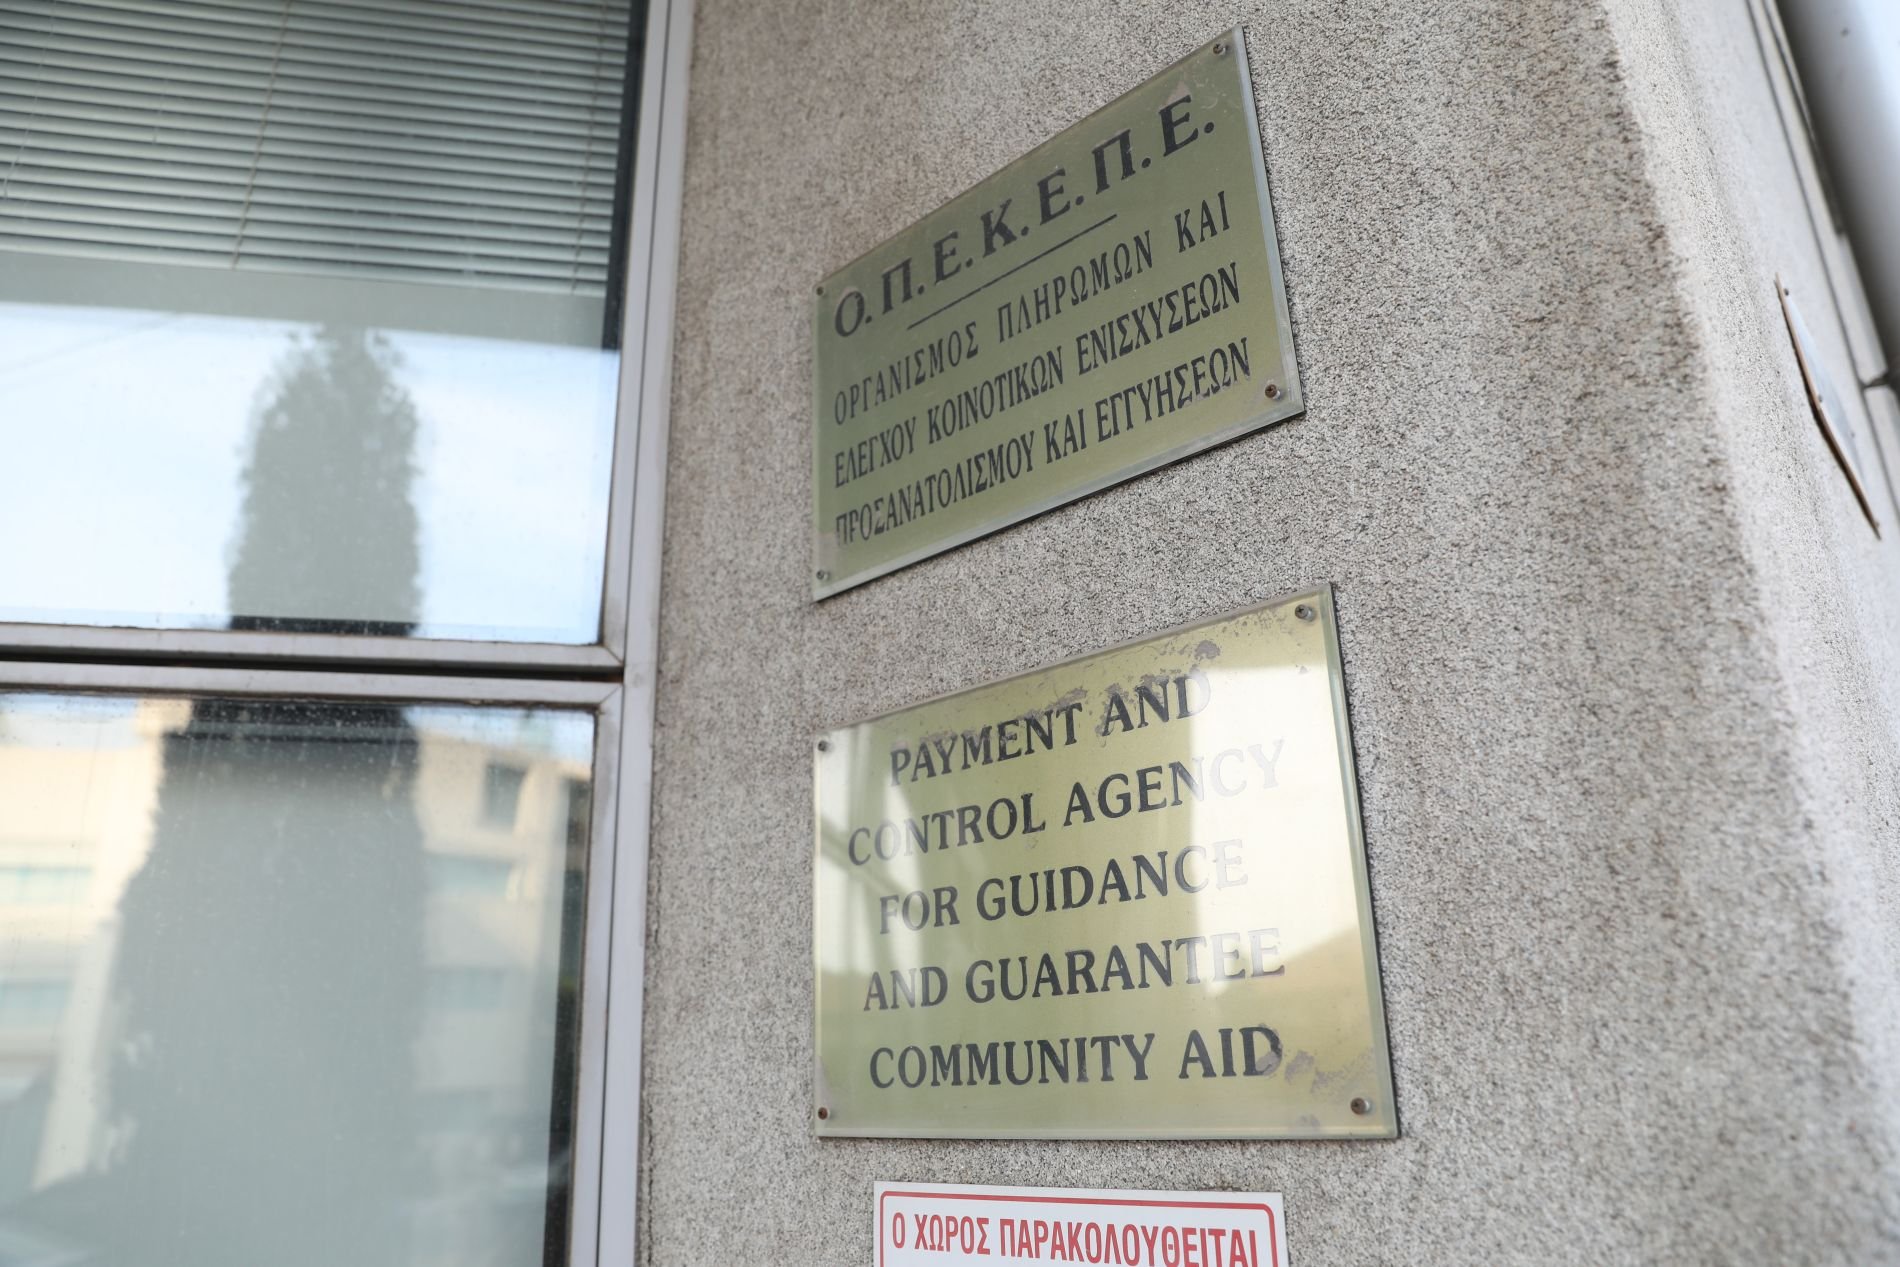 Ο.Π.Ε.Κ.Ε.Π.Ε.
ΟΡΓΑΝΙΣΜΟΣ ΠΛΗΡΩΜΩΝ ΚΑΙ
ΕΛΕΓΧΟΥ ΚΟΙΝΟΤΙΚΩΝ ΕΝΙΣΧΥΣΕΩΝ
ΠΡΟΣΑΝΑΤΟΛΙΣΜΟΥ ΚΑΙ ΕΓΓΥΗΣΕΩΝ
PAYMENT AND
CONTROL AGENCY
FOR GUIDANCE
AND GUARANTEE
COMMUNITY AID
Ο ΧΩΡΟΣ ΠΑΡΑΚΟΛΟΥΘΕΙΤΑΙ